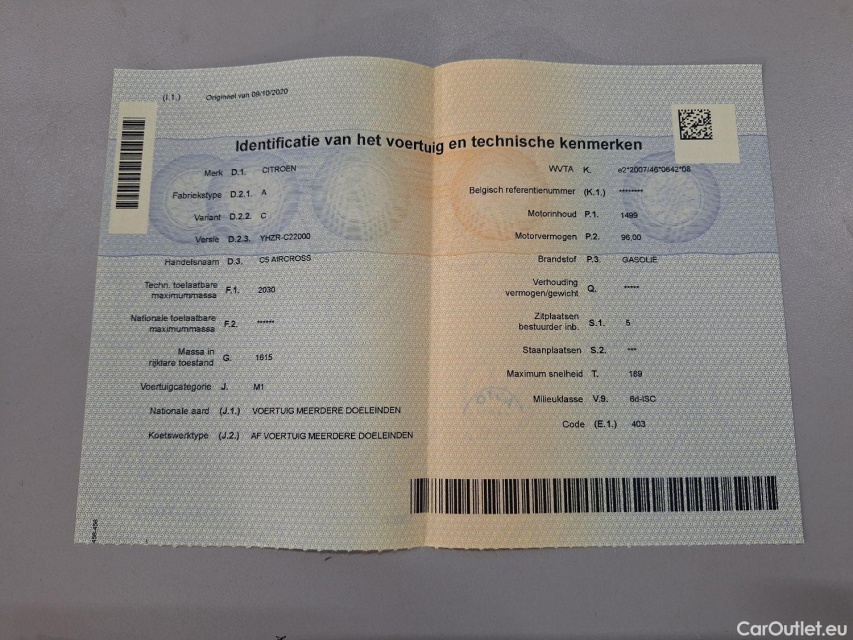 (I.1.) Origineel van 09/10/2020
Identificatie van het voertuig en technische kenmerken
Merk D.1. CITROEN
Fabriekstype D.2.1. A
Variant D.2.2. C
Versie D.2.3. YHZR-C22000
Handelsnaam D.3. C5 AIRCROSS
Techn. toelaatbare
maximummassa F.1. 2030
Nationale toelaatbare
maximummassa F.2. ******
Massa in
rijklare toestand G. 1615
Voertuigcategorie J. M1
Nationale aard (J.1.) VOERTUIG MEERDERE DOELEINDEN
Koetswerktype (J.2.) AF VOERTUIG MEERDERE DOELEINDEN
WVTA K. e2*2007/46*0642*08
Belgisch referentienummer (K.1.) ********
Motorinhoud P.1. 1499
Motorvermogen P.2. 96,00
Brandstof P.3. GASOLIE
Verhouding
vermogen/gewicht Q. *****
Zitplaatsen
bestuurder inb. S.1. 5
Staanplaatsen S.2. ***
Maximum snelheid T. 189
Milieuklasse V.9. 6d-ISC
Code (E.1.) 403
CarOutlet.eu